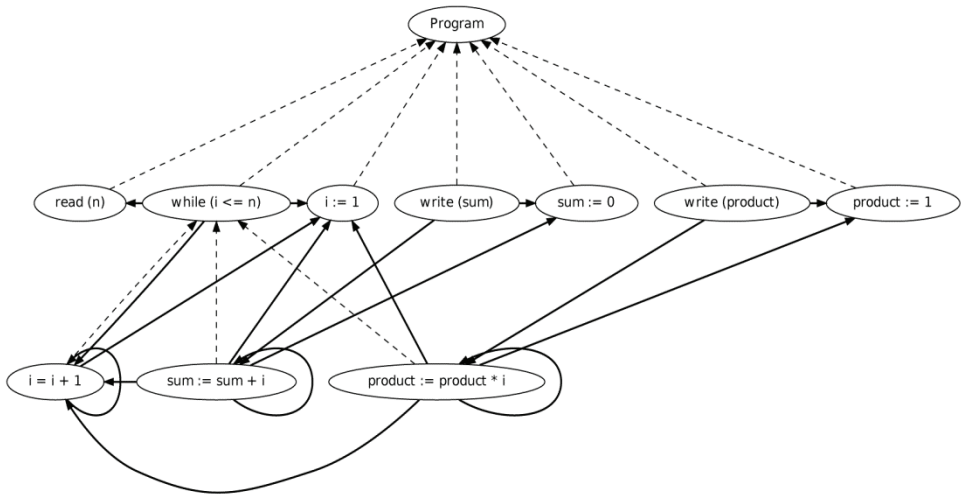 Program
read (n)
while (i <= n)
i := 1
write (sum)
sum := 0
write (product)
product := 1
i = i + 1
sum := sum + i
product := product * i